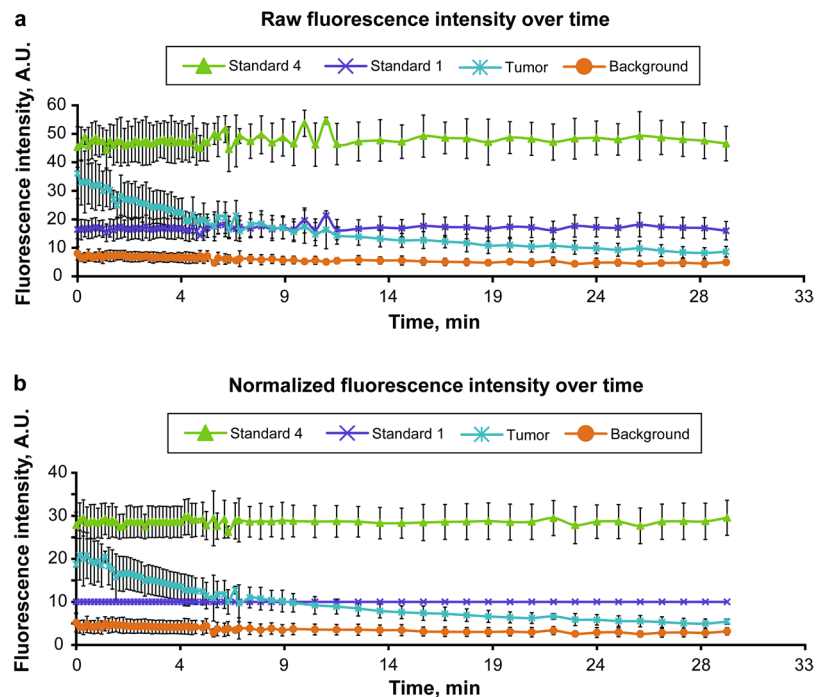 a
Raw fluorescence intensity over time
Standard 4 Standard 1 Tumor Background
Fluorescence intensity, A.U.
60
50
40
30
20
10
0
0 4 9 14 19 24 28 33
Time, min
b
Normalized fluorescence intensity over time
Standard 4 Standard 1 Tumor Background
Fluorescence intensity, A.U.
40
30
20
10
0
0 4 9 14 19 24 28 33
Time, min